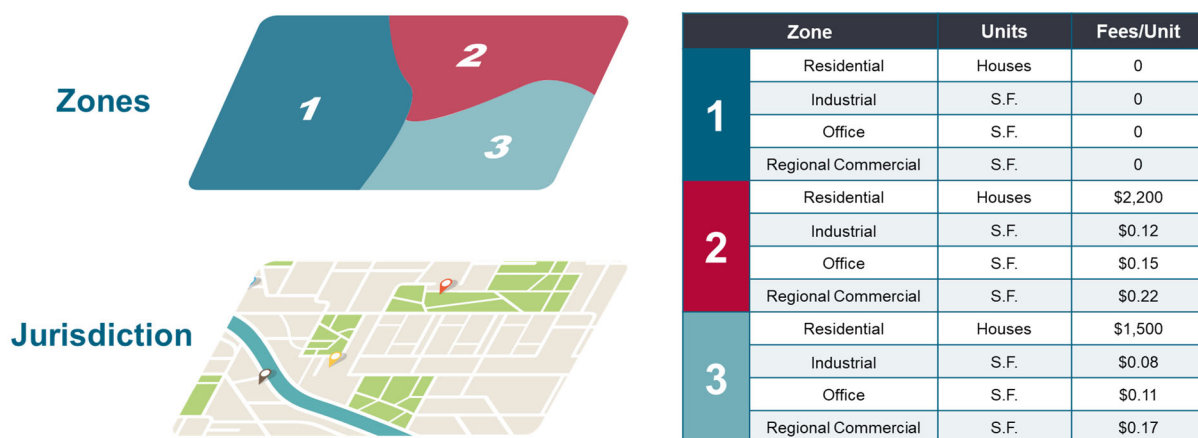 Zones
1
2
3
Jurisdiction
Zone Units Fees/Unit
1
Residential Houses 0
Industrial S.F. 0
Office S.F. 0
Regional Commercial S.F. 0
2
Residential Houses $2,200
Industrial S.F. $0.12
Office S.F. $0.15
Regional Commercial S.F. $0.22
3
Residential Houses $1,500
Industrial S.F. $0.08
Office S.F. $0.11
Regional Commercial S.F. $0.17